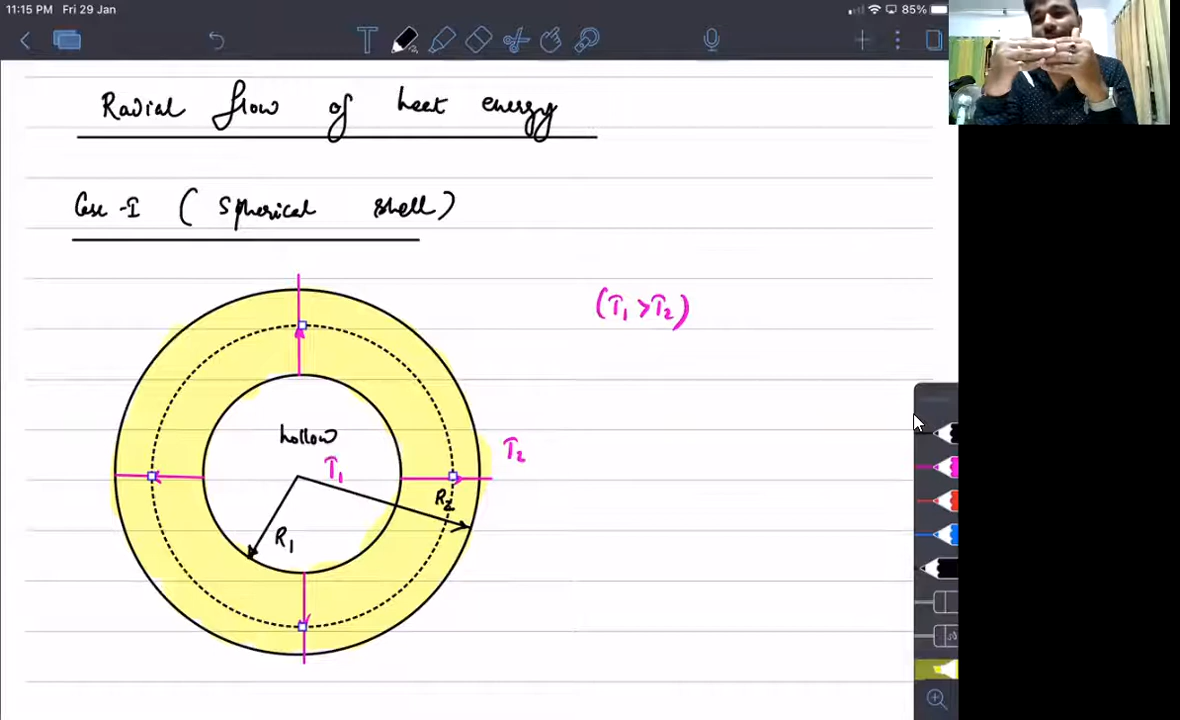 11:15 PM Fri 29 Jan
85%
Radial flow of heat energy
Case-I (Spherical shell)
(T₁>T₂)
hollow
T₁
T₂
R₂
R₁